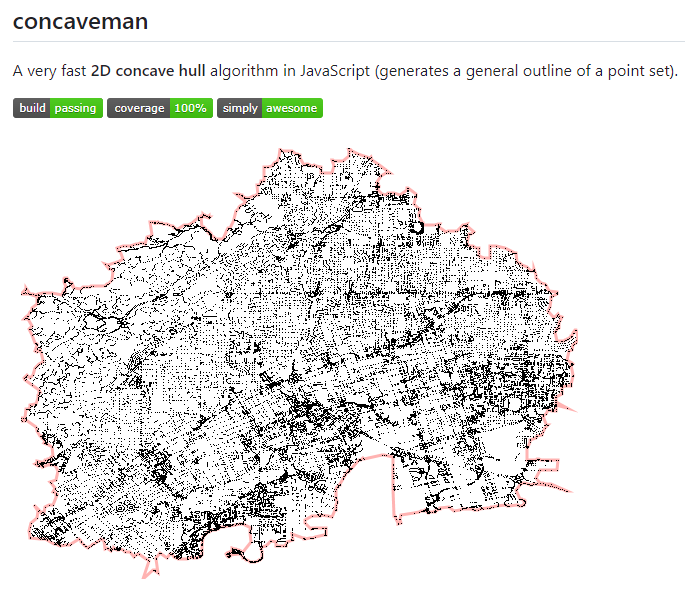 concaveman
A very fast 2D concave hull algorithm in JavaScript (generates a general outline of a point set).
build passing coverage 100% simply awesome